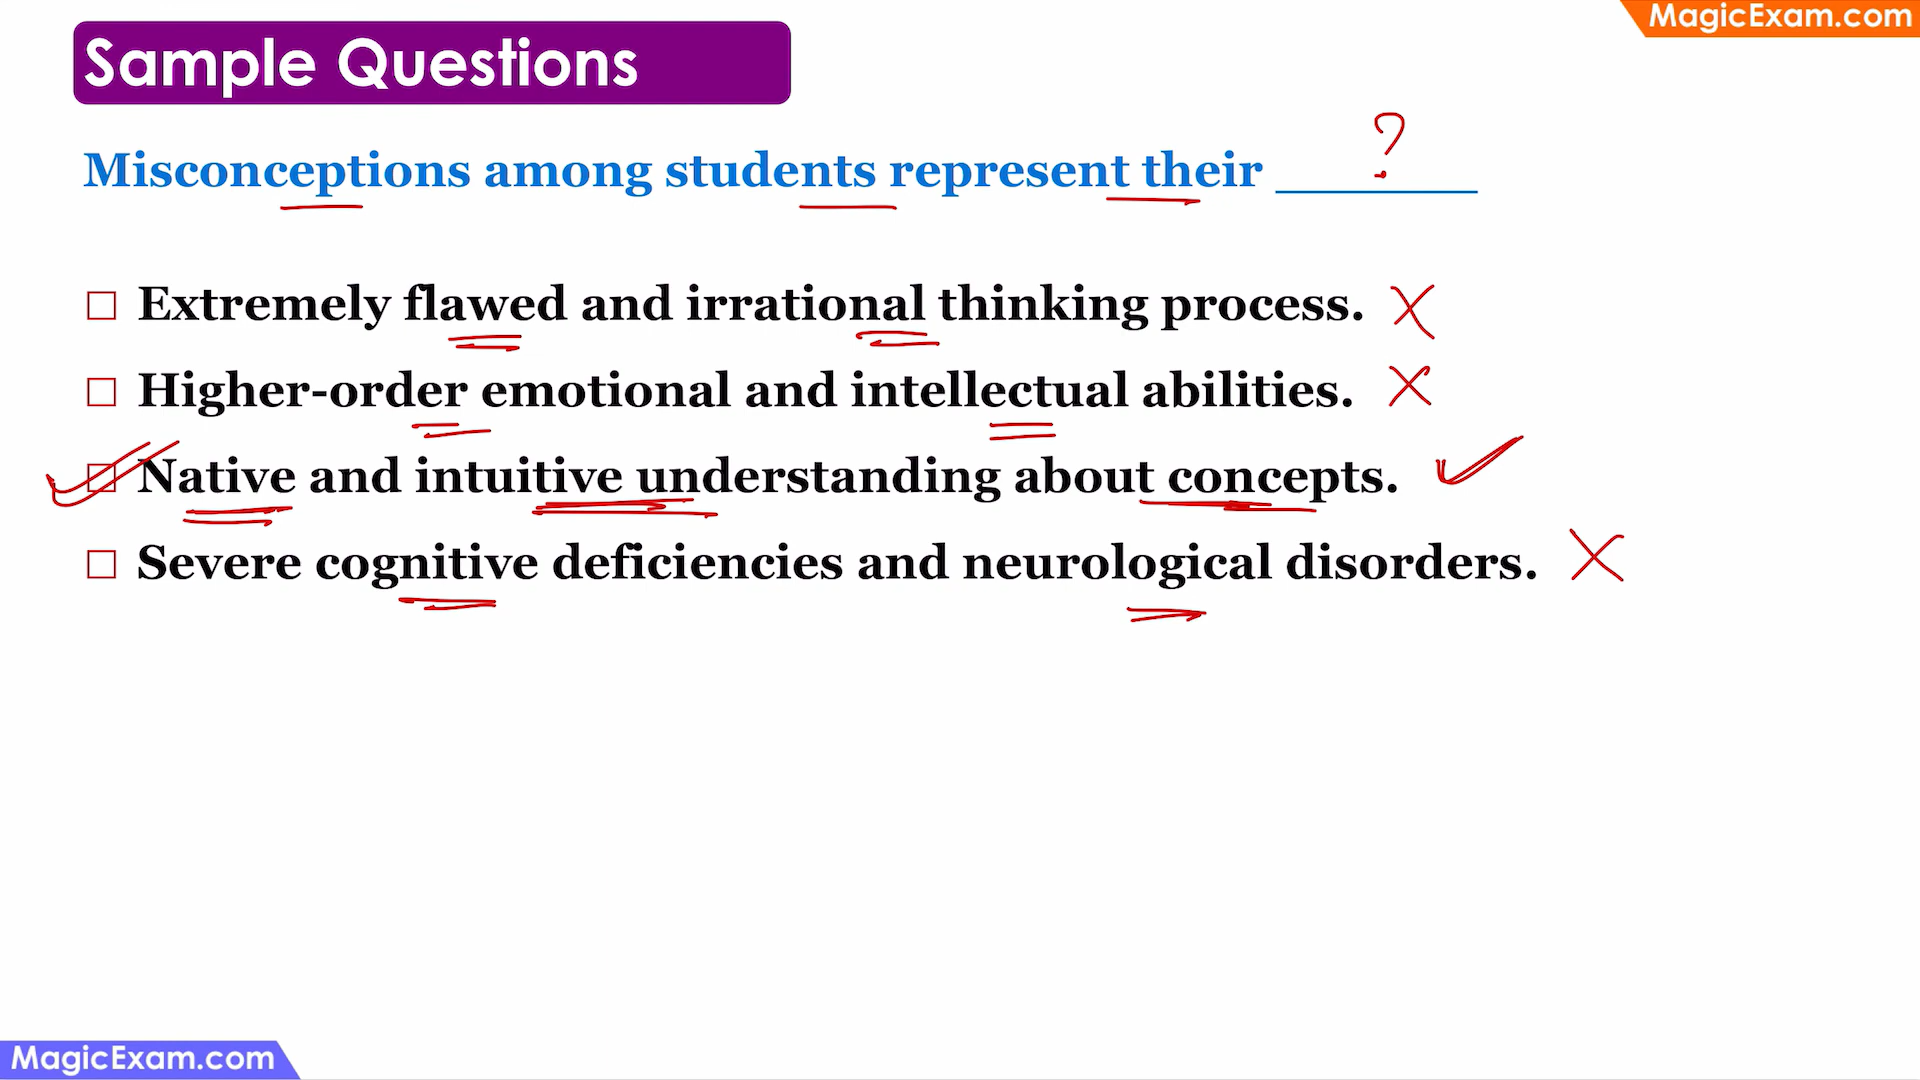 MagicExam.com
Sample Questions
Misconceptions among students represent their ________ ?
□ Extremely flawed and irrational thinking process.
□ Higher-order emotional and intellectual abilities.
□ Native and intuitive understanding about concepts.
□ Severe cognitive deficiencies and neurological disorders.
MagicExam.com